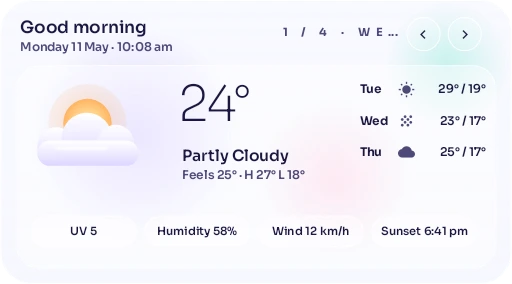 Good morning
Monday 11 May · 10:08 am
1 / 4 · WE...
24°
Partly Cloudy
Feels 25° · H 27° L 18°
Tue 29° / 19°
Wed 23° / 17°
Thu 25° / 17°
UV 5
Humidity 58%
Wind 12 km/h
Sunset 6:41 pm